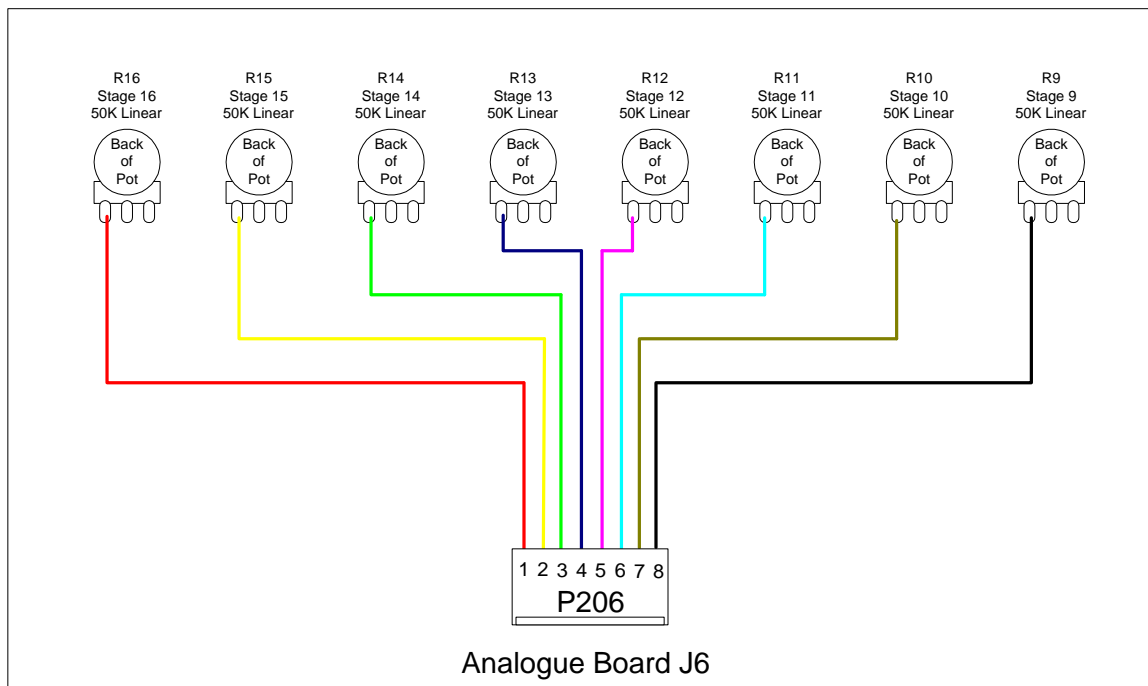 R16
Stage 16
50K Linear
Back
of
Pot
R15
Stage 15
50K Linear
Back
of
Pot
R14
Stage 14
50K Linear
Back
of
Pot
R13
Stage 13
50K Linear
Back
of
Pot
R12
Stage 12
50K Linear
Back
of
Pot
R11
Stage 11
50K Linear
Back
of
Pot
R10
Stage 10
50K Linear
Back
of
Pot
R9
Stage 9
50K Linear
Back
of
Pot
1 2 3 4 5 6 7 8
P206
Analogue Board J6